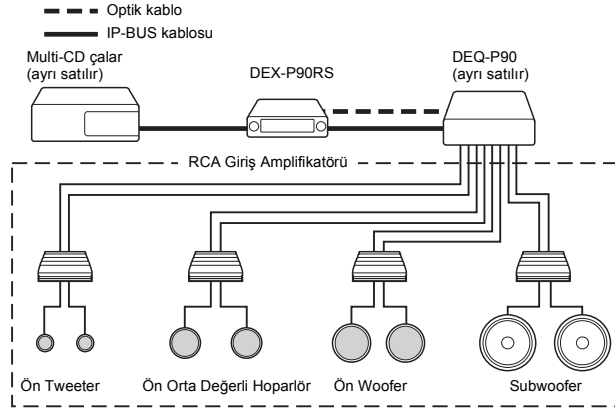 Optik kablo
IP-BUS kablosu
Multi-CD çalar
(ayrı satılır)
DEX-P90RS
DEQ-P90
(ayrı satılır)
RCA Giriş Amplifikatörü
Ön Tweeter
Ön Orta Değerli Hoparlör
Ön Woofer
Subwoofer